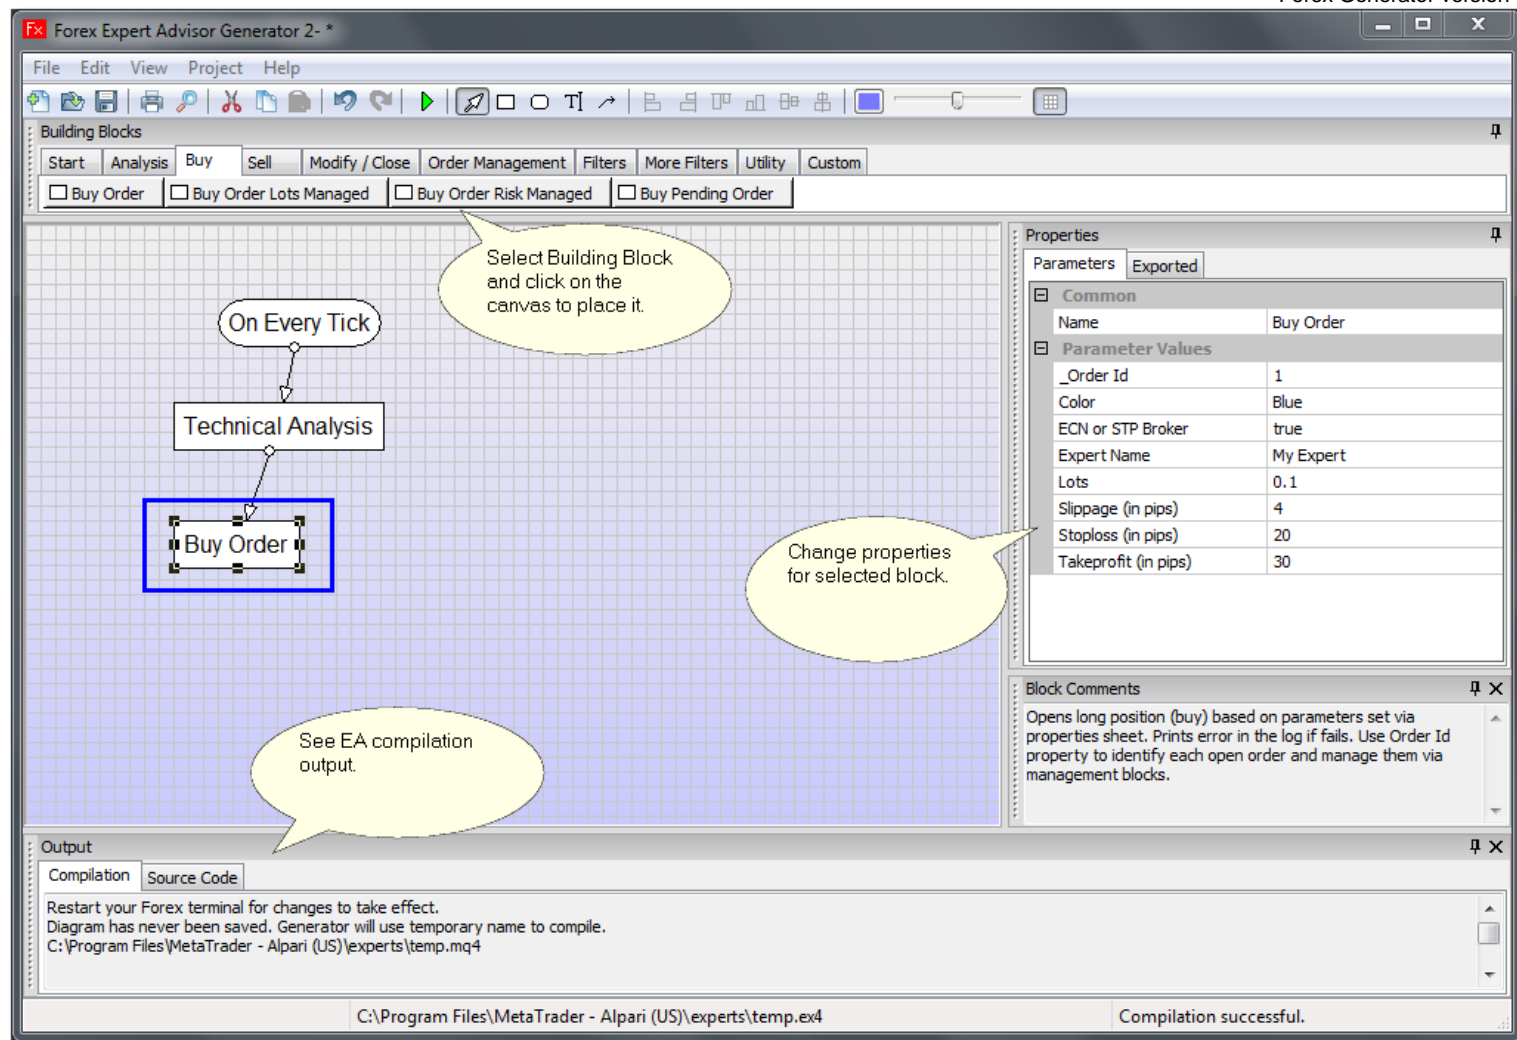 Forex Generator version
Fx Forex Expert Advisor Generator 2- *
File Edit View Project Help
Building Blocks
Start Analysis Buy Sell Modify / Close Order Management Filters More Filters Utility Custom
Buy Order Buy Order Lots Managed Buy Order Risk Managed Buy Pending Order
Select Building Block
and click on the
canvas to place it.
On Every Tick
Technical Analysis
Buy Order
Change properties
for selected block.
See EA compilation
output.
Properties
Parameters Exported
Common
Name Buy Order
Parameter Values
_Order Id 1
Color Blue
ECN or STP Broker true
Expert Name My Expert
Lots 0.1
Slippage (in pips) 4
Stoploss (in pips) 20
Takeprofit (in pips) 30
Block Comments
Opens long position (buy) based on parameters set via
properties sheet. Prints error in the log if fails. Use Order Id
property to identify each open order and manage them via
management blocks.
Output
Compilation Source Code
Restart your Forex terminal for changes to take effect.
Diagram has never been saved. Generator will use temporary name to compile.
C:\Program Files\MetaTrader - Alpari (US)\experts\temp.mq4
C:\Program Files\MetaTrader - Alpari (US)\experts\temp.ex4 Compilation successful.